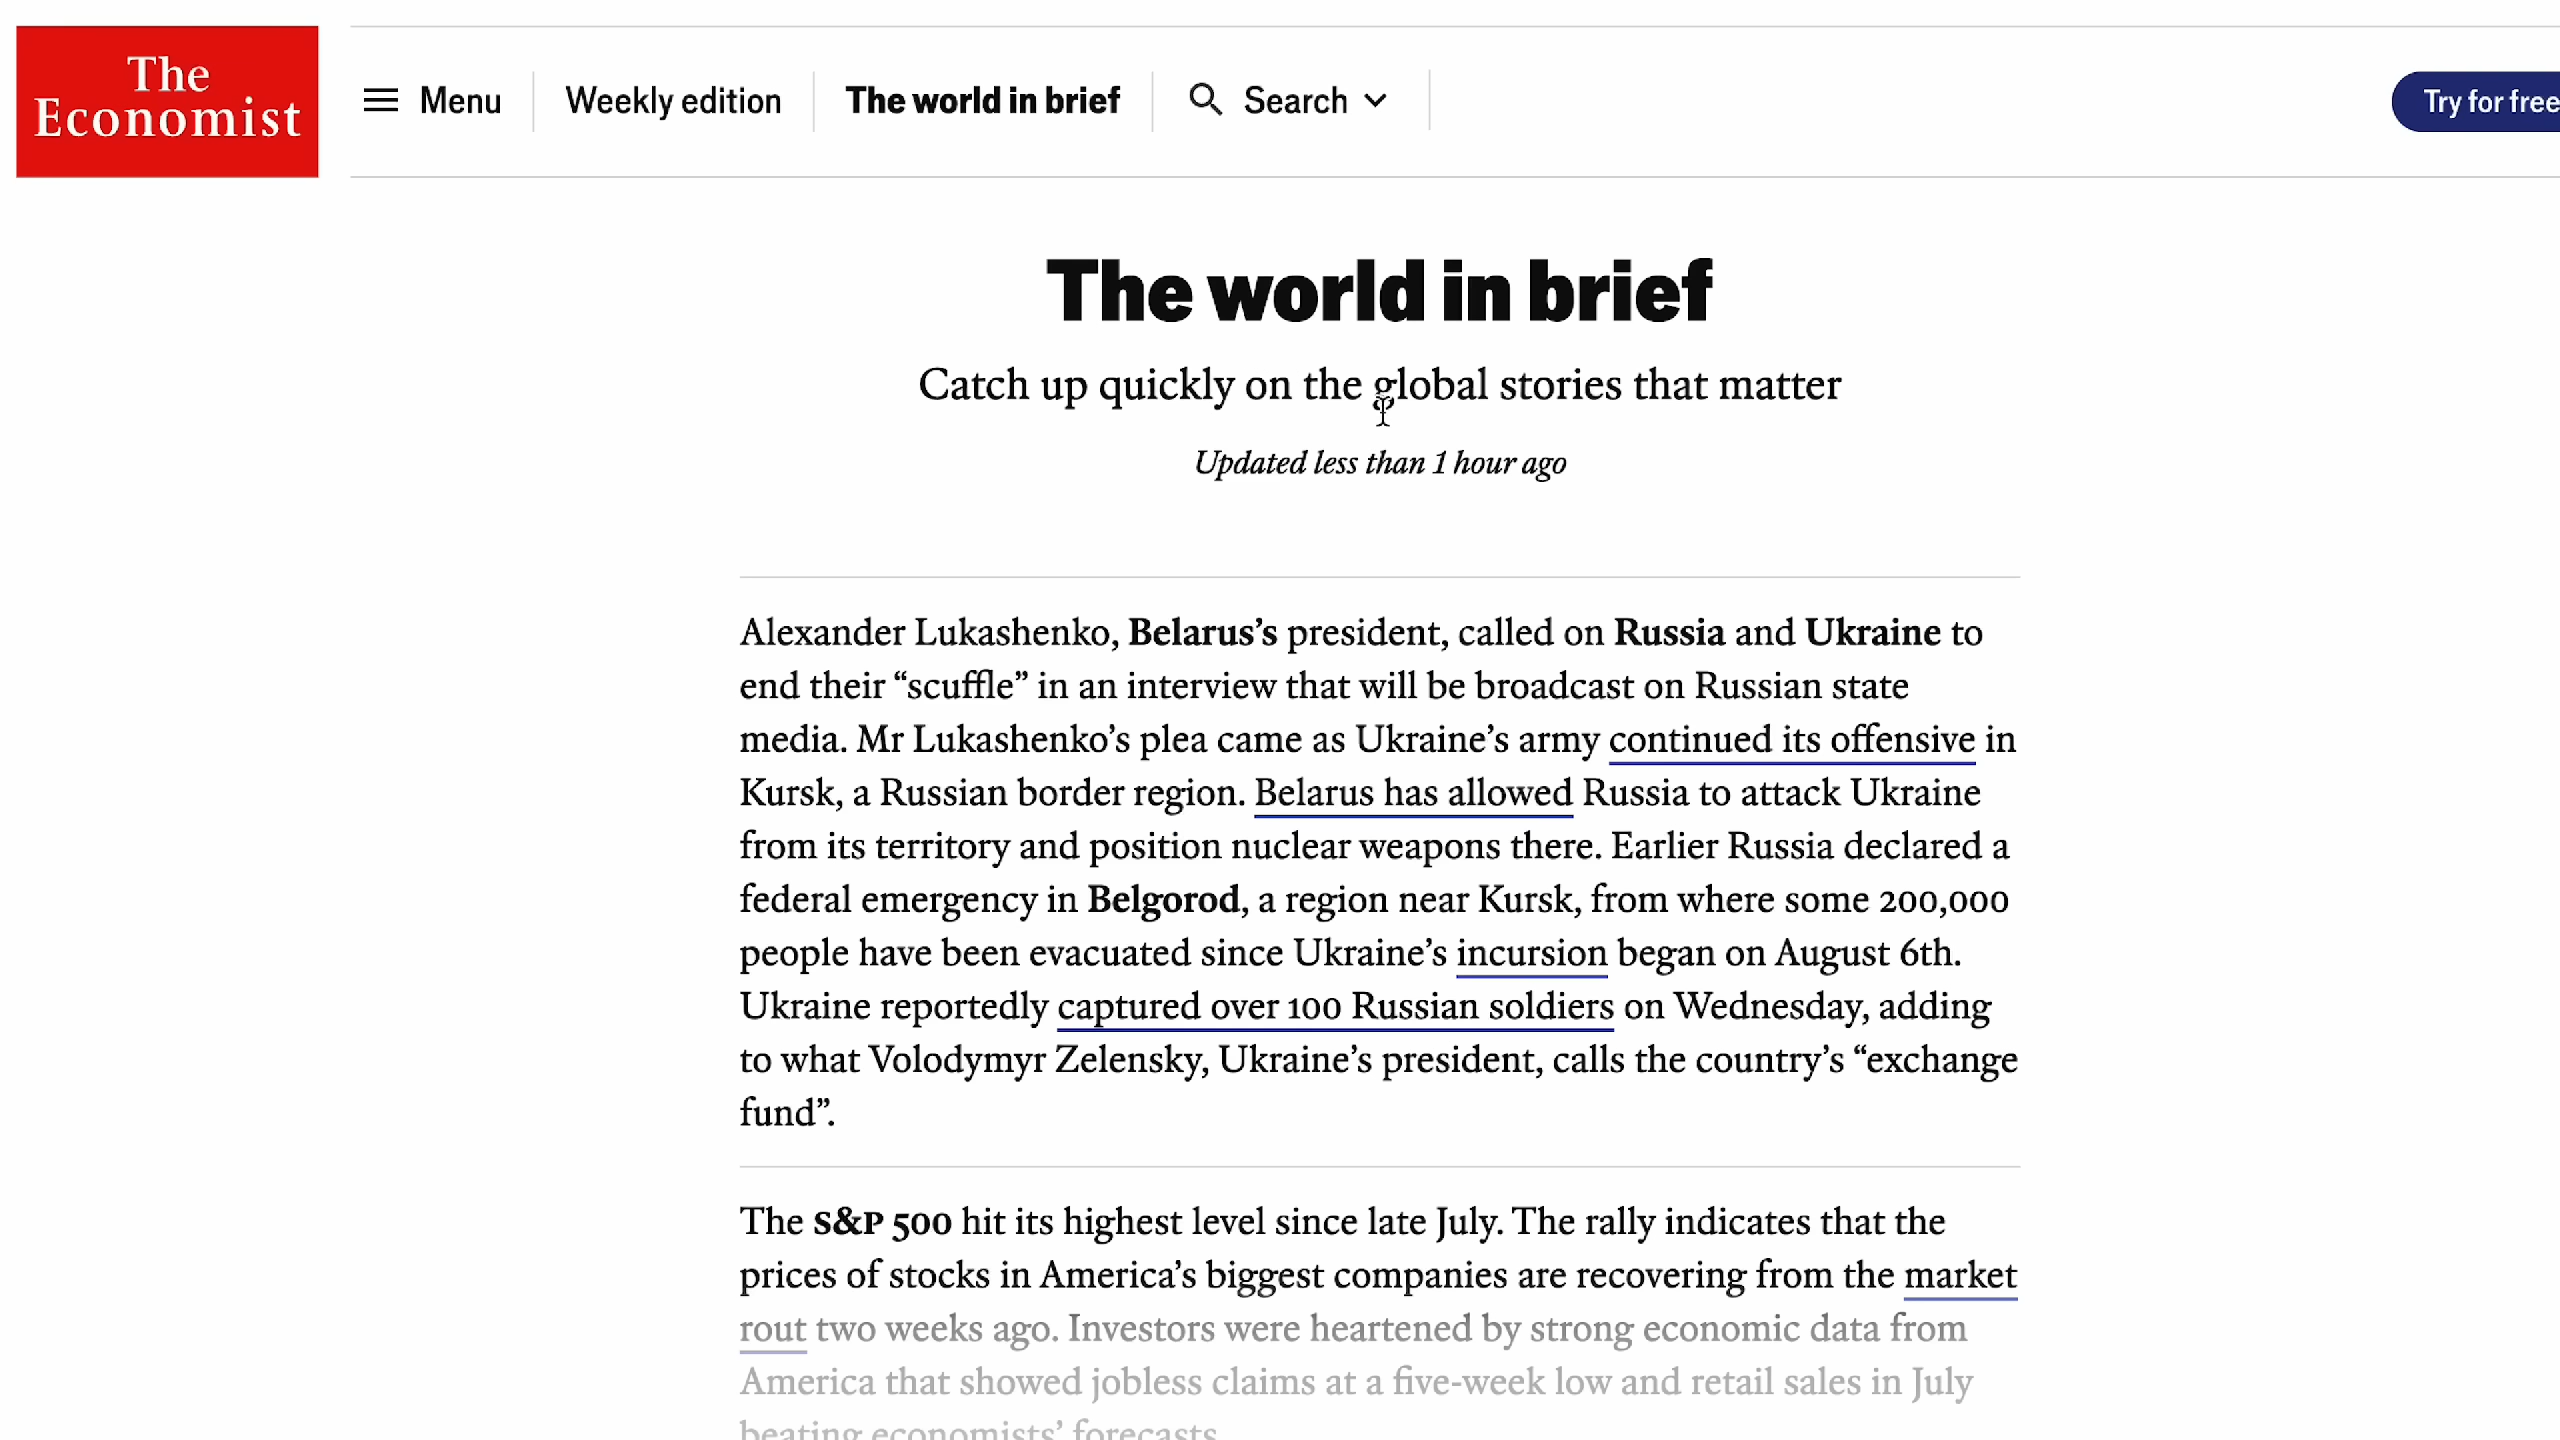 The
Economist
Menu
Weekly edition
The world in brief
Search
Try for free
The world in brief
Catch up quickly on the global stories that matter
Updated less than 1 hour ago
Alexander Lukashenko, Belarus’s president, called on Russia and Ukraine to
end their “scuffle” in an interview that will be broadcast on Russian state
media. Mr Lukashenko’s plea came as Ukraine’s army continued its offensive in
Kursk, a Russian border region. Belarus has allowed Russia to attack Ukraine
from its territory and position nuclear weapons there. Earlier Russia declared a
federal emergency in Belgorod, a region near Kursk, from where some 200,000
people have been evacuated since Ukraine’s incursion began on August 6th.
Ukraine reportedly captured over 100 Russian soldiers on Wednesday, adding
to what Volodymyr Zelensky, Ukraine’s president, calls the country’s “exchange
fund”.
The S&P 500 hit its highest level since late July. The rally indicates that the
prices of stocks in America’s biggest companies are recovering from the market
rout two weeks ago. Investors were heartened by strong economic data from
America that showed jobless claims at a five-week low and retail sales in July
beating economists’ forecasts